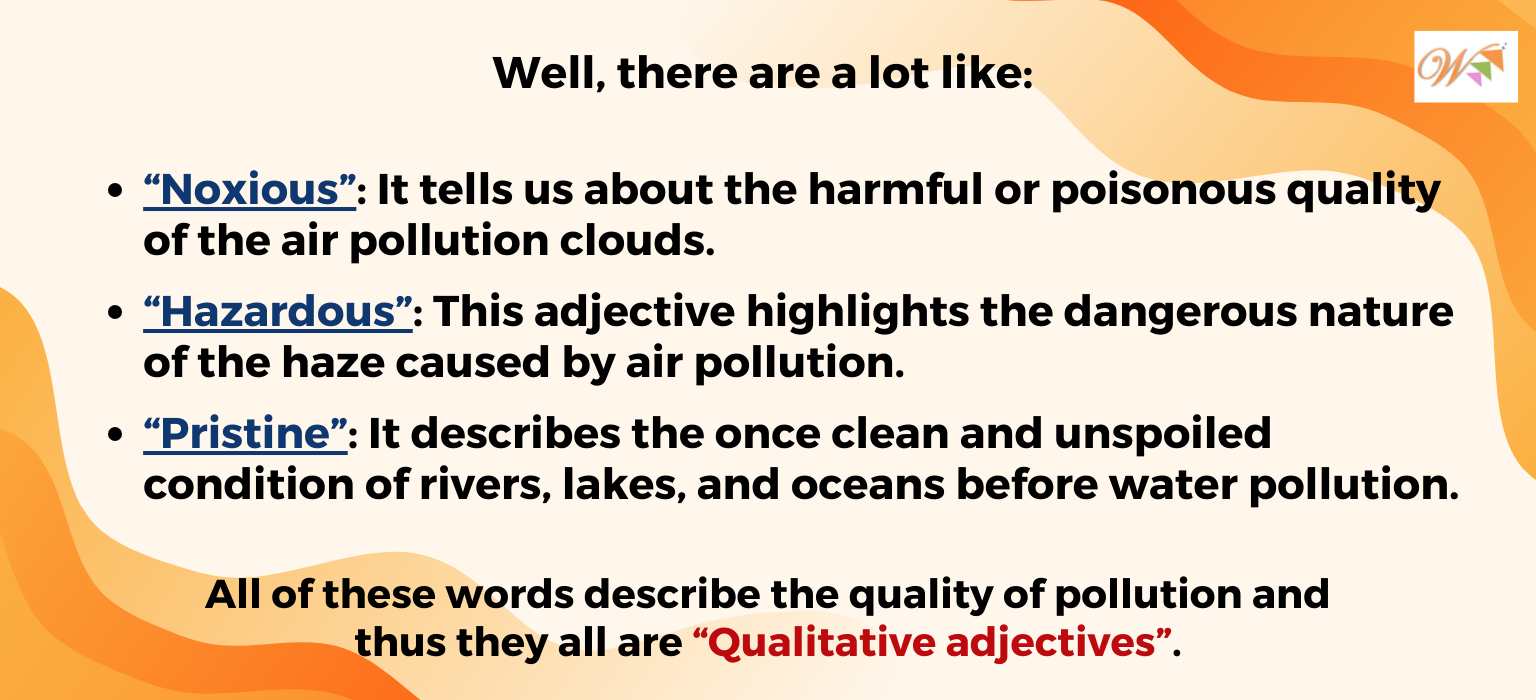 Well, there are a lot like:
W
• “Noxious”: It tells us about the harmful or poisonous quality
of the air pollution clouds.
• “Hazardous”: This adjective highlights the dangerous nature
of the haze caused by air pollution.
• “Pristine”: It describes the once clean and unspoiled
condition of rivers, lakes, and oceans before water pollution.
All of these words describe the quality of pollution and
thus they all are “Qualitative adjectives”.